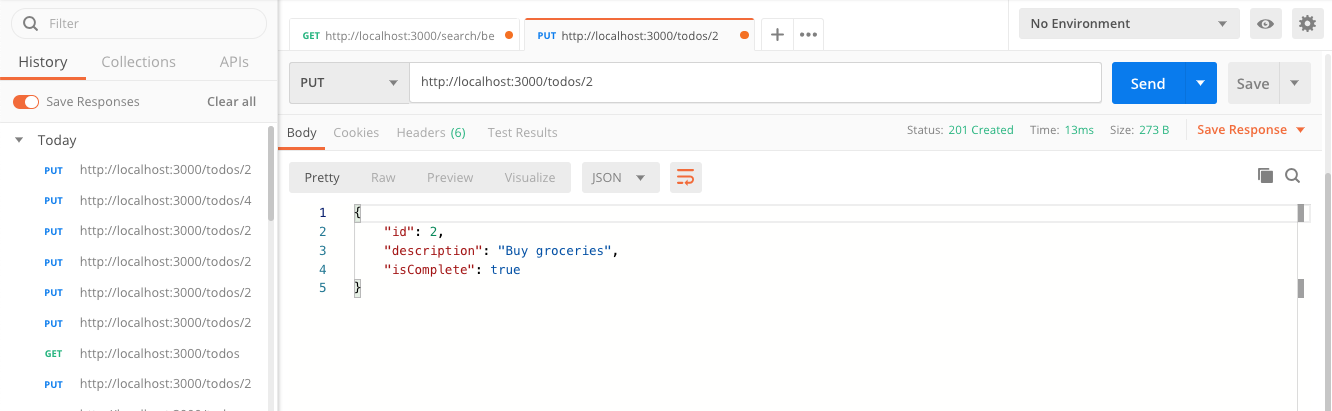 Filter
History Collections APIs
Save Responses Clear all
Today
PUT http://localhost:3000/todos/2
PUT http://localhost:3000/todos/4
PUT http://localhost:3000/todos/2
PUT http://localhost:3000/todos/2
PUT http://localhost:3000/todos/2
PUT http://localhost:3000/todos/2
GET http://localhost:3000/todos
PUT http://localhost:3000/todos/2
GET http://localhost:3000/search/be
PUT http://localhost:3000/todos/2
No Environment
PUT http://localhost:3000/todos/2 Send Save
Body Cookies Headers (6) Test Results Status: 201 Created Time: 13ms Size: 273 B Save Response
Pretty Raw Preview Visualize JSON
1 {
2 "id": 2,
3 "description": "Buy groceries",
4 "isComplete": true
5 }